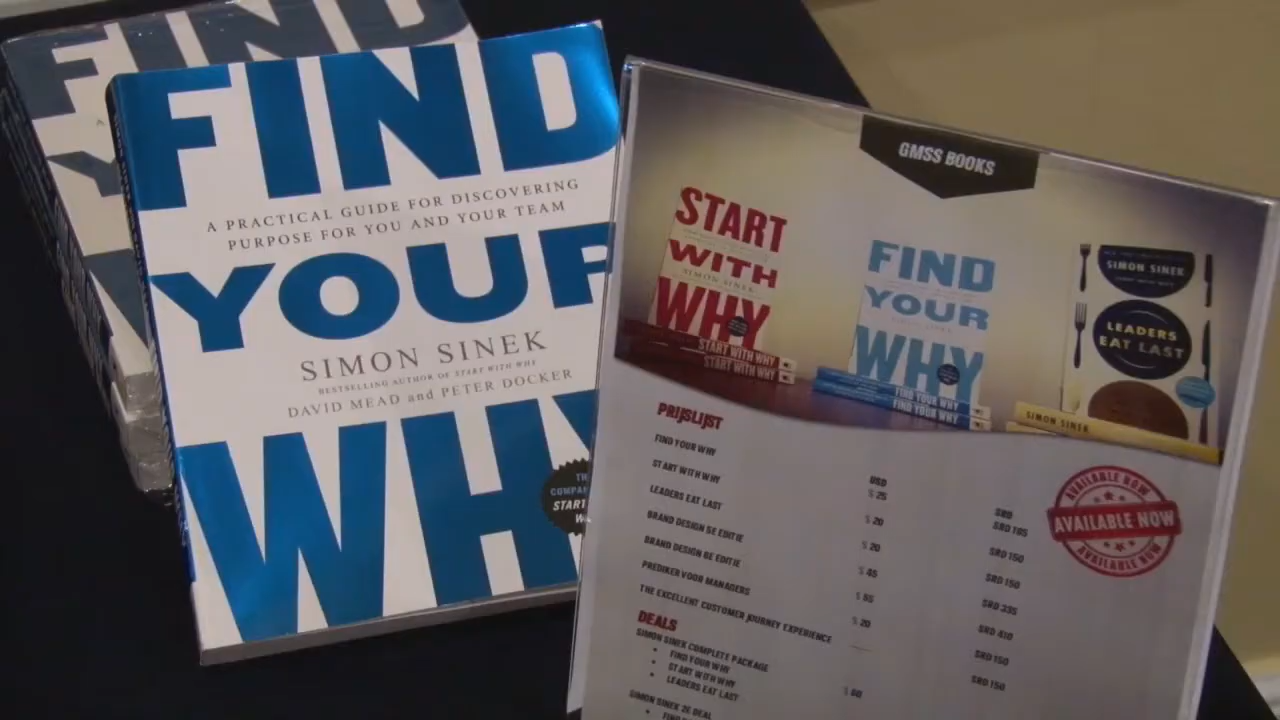 FIND
FIND
A PRACTICAL GUIDE FOR DISCOVERING
PURPOSE FOR YOU AND YOUR TEAM
YOUR
SIMON SINEK
BESTSELLING AUTHOR OF START WITH WHY
DAVID MEAD and PETER DOCKER
WHY
START
GMSS BOOKS
START
WITH
SIMON SINEK
WHY
START WITH WHY
START WITH WHY
FIND
YOUR
WHY
FIND YOUR WHY
FIND YOUR WHY
SIMON SINEK
LEADERS
EAT LAST
SIMON SINEK
PRIJSLIJST
USD
SRD
FIND YOUR WHY
$ 25
SRD 185
START WITH WHY
$ 20
SRD 150
LEADERS EAT LAST
$ 20
SRD 150
BRAND DESIGN 5E EDITIE
$ 45
SRD 335
BRAND DESIGN 6E EDITIE
$ 55
SRD 410
PREDIKER VOOR MANAGERS
$ 20
SRD 150
THE EXCELLENT CUSTOMER JOURNEY EXPERIENCE
SRD 150
AVAILABLE NOW
AVAILABLE NOW
AVAILABLE NOW
DEALS
SIMON SINEK COMPLETE PACKAGE
• FIND YOUR WHY
• START WITH WHY
• LEADERS EAT LAST
$ 60
SIMON SINEK 2E DEAL